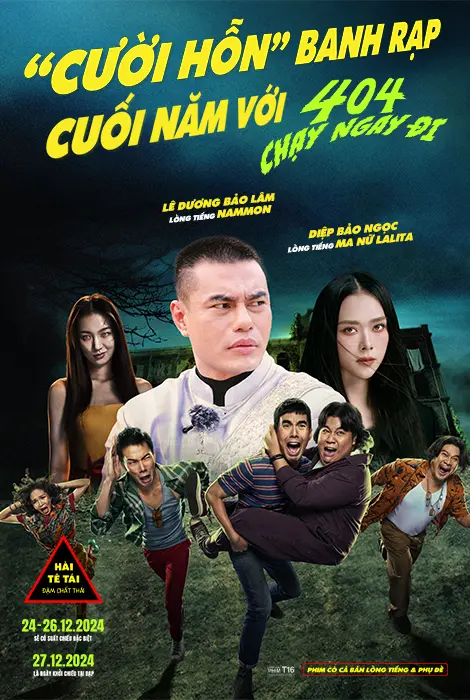 “CƯỜI HỖN” BANH RẠP
CUỐI NĂM VỚI 404
CHẠY NGAY ĐI
LÊ DƯƠNG BẢO LÂM
LỒNG TIẾNG NAMMON
DIỆP BẢO NGỌC
LỒNG TIẾNG MA NỮ LALITA
HÀI
TÊ TÁI
ĐẬM CHẤT THÁI
24-26.12.2024
SẼ CÓ SUẤT CHIẾU ĐẶC BIỆT
27.12.2024
LÀ NGÀY KHỞI CHIẾU TẠI RẠP
T16
PHIM CÓ CẢ BẢN LỒNG TIẾNG & PHỤ ĐỀ